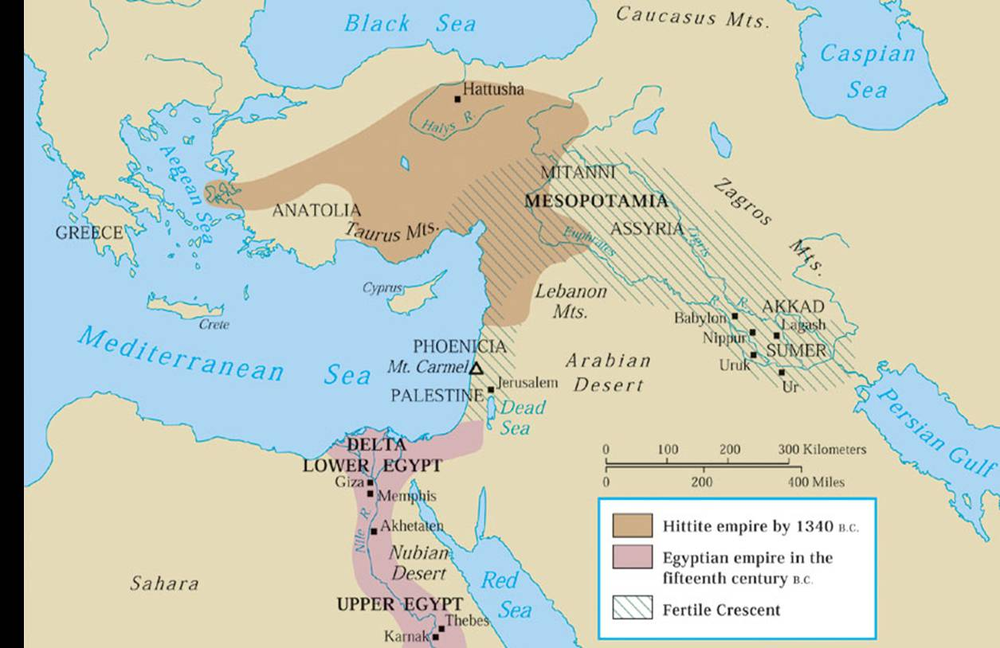 Black Sea
Caucasus Mts.
Caspian
Sea
Hattusha
Halys R.
Aegean Sea
MITANNI
MESOPOTAMIA
Zagros
Mts.
ANATOLIA
Taurus Mts.
ASSYRIA
Euphrates
R.
Tigris
R.
GREECE
Cyprus
Lebanon
Mts.
Crete
AKKAD
Babylon
Lagash
Nippur
SUMER
Uruk
Ur
Mediterranean Sea
PHOENICIA
Mt. Carmel
Arabian
Desert
Jerusalem
PALESTINE
Dead
Sea
Persian Gulf
DELTA
LOWER EGYPT
Giza
Memphis
Nile R.
Akhetaten
Nubian
Desert
Sahara
Red
Sea
UPPER EGYPT
Thebes
Karnak
0 100 200 300 Kilometers
0 200 400 Miles
Hittite empire by 1340 B.C.
Egyptian empire in the
fifteenth century B.C.
Fertile Crescent